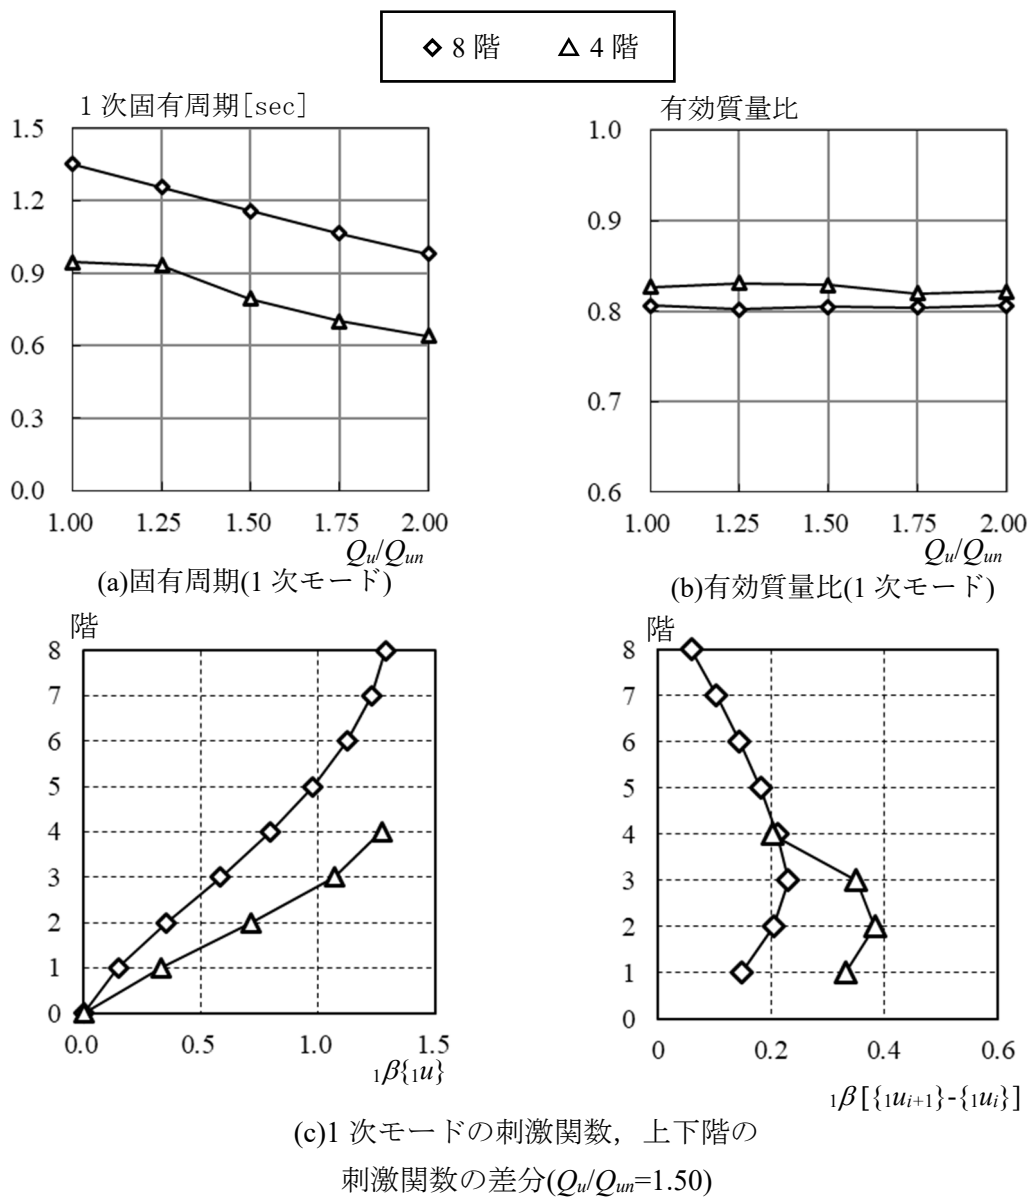 8 階 4 階
1 次固有周期[sec]
1.5
1.2
0.9
0.6
0.3
0.0
1.00 1.25 1.50 1.75 2.00
Qu/Qun
(a)固有周期(1 次モード)
有効質量比
1.0
0.9
0.8
0.7
0.6
1.00 1.25 1.50 1.75 2.00
Qu/Qun
(b)有効質量比(1 次モード)
階
8
7
6
5
4
3
2
1
0
0.0 0.5 1.0 1.5
1β{1u}
階
8
7
6
5
4
3
2
1
0
0 0.2 0.4 0.6
1β[{1ui+1}-{1ui}]
(c)1 次モードの刺激関数，上下階の
刺激関数の差分(Qu/Qun=1.50)